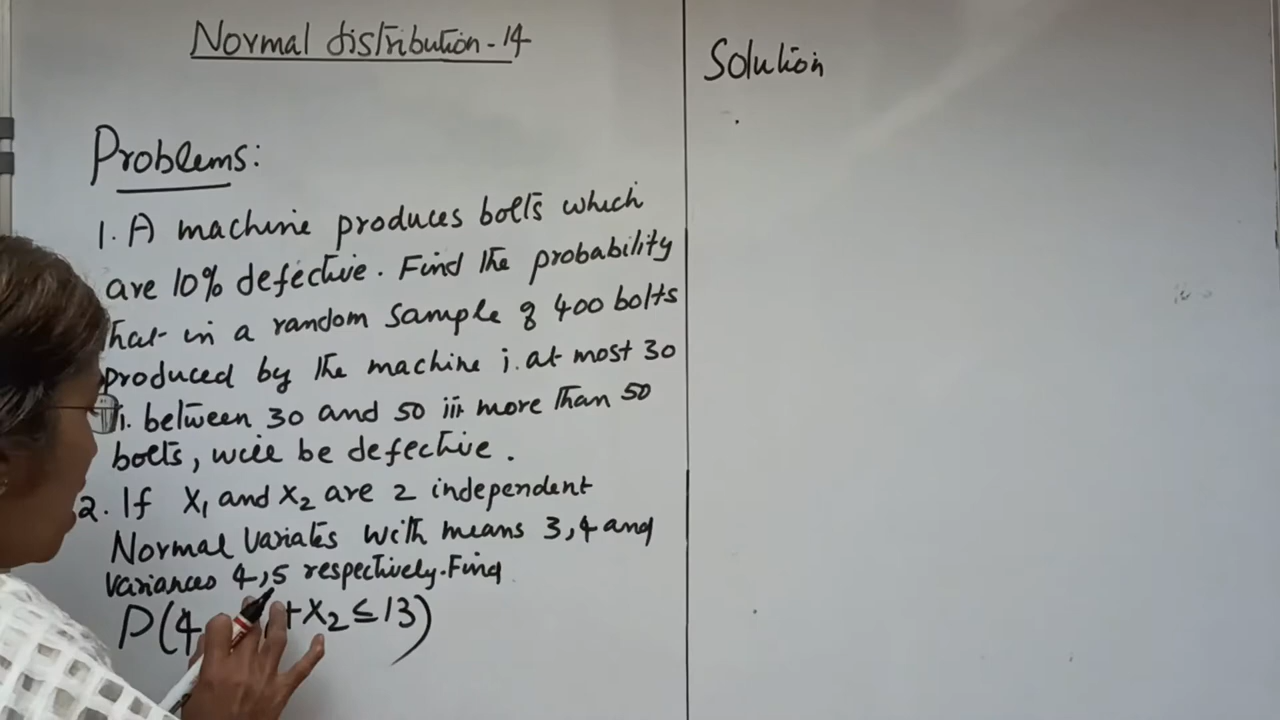 Normal distribution-14
Problems:
1. A machine produces bolts which
are 10% defective. Find the probability
that in a random sample of 400 bolts
produced by the machine i. at most 30
ii. between 30 and 50 iii more than 50
bolts, will be defective.
2. If X₁ and X₂ are 2 independent
Normal Variates with means 3,4 and
Variances 4,5 respectively. Find
P(4 +X₂≤13)
Solution